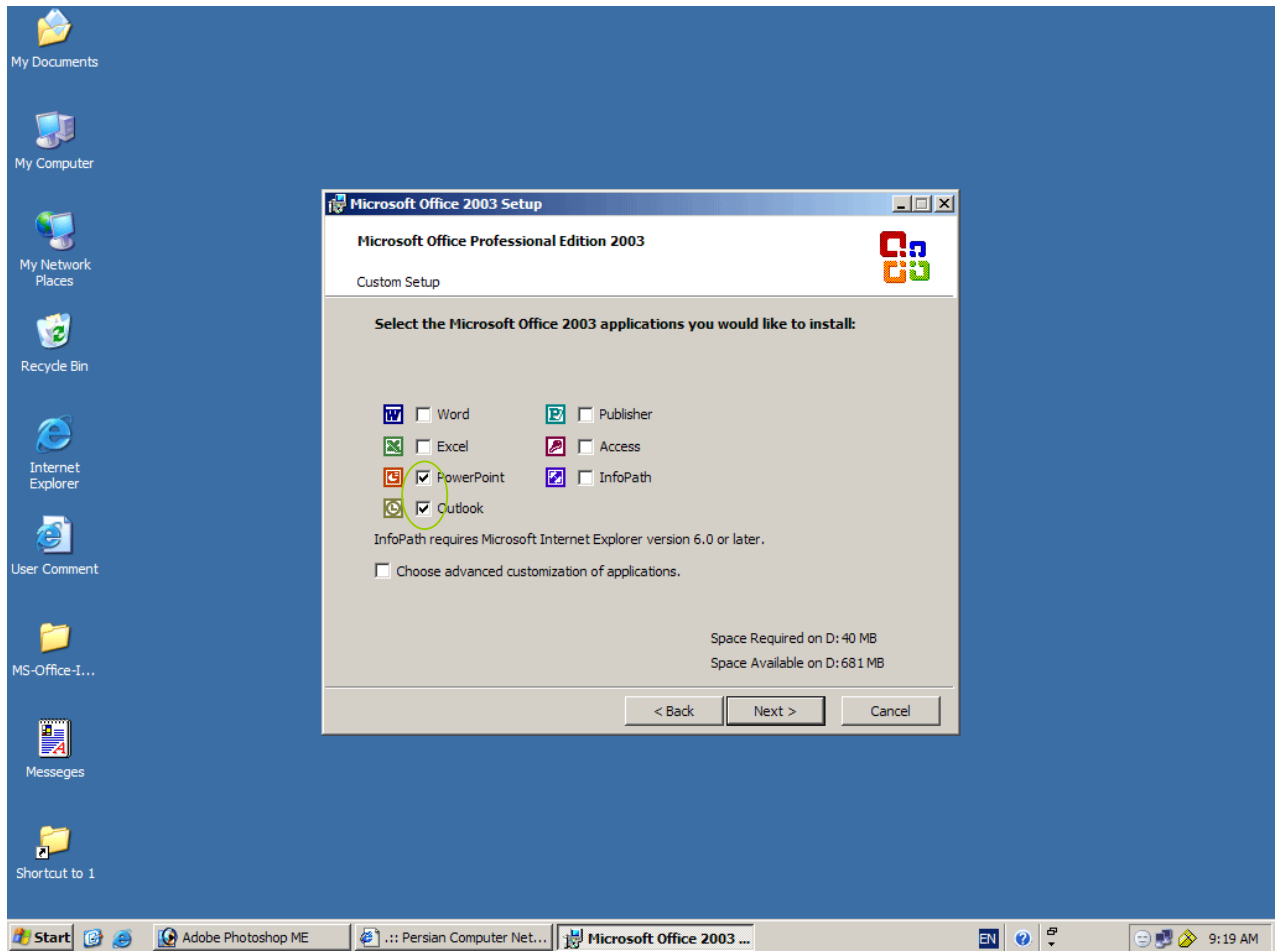 My Documents
My Computer
My Network
Places
Recycle Bin
Internet
Explorer
User Comment
MS-Office-I...
Messeges
Shortcut to 1
Microsoft Office 2003 Setup
Microsoft Office Professional Edition 2003
Custom Setup
Select the Microsoft Office 2003 applications you would like to install:
Word
Publisher
Excel
Access
PowerPoint
InfoPath
Outlook
InfoPath requires Microsoft Internet Explorer version 6.0 or later.
Choose advanced customization of applications.
Space Required on D: 40 MB
Space Available on D: 681 MB
< Back
Next >
Cancel
Start
Adobe Photoshop ME
.:: Persian Computer Net...
Microsoft Office 2003 ...
EN
9:19 AM